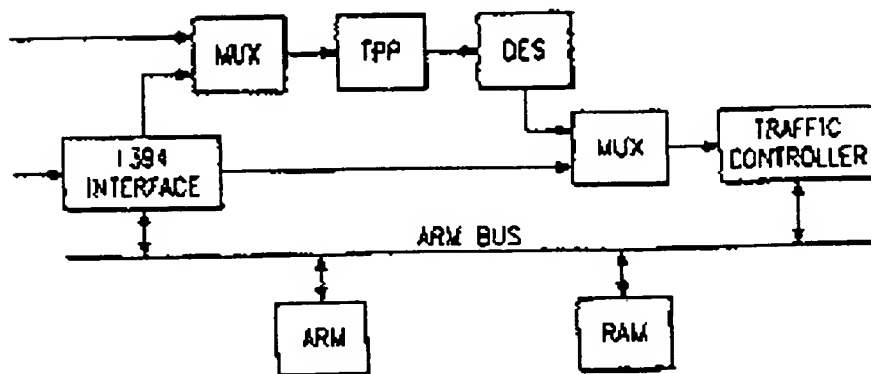 MUX
TPP
DES
MUX
TRAFFIC
CONTROLLER
1394
INTERFACE
ARM BUS
ARM
RAM